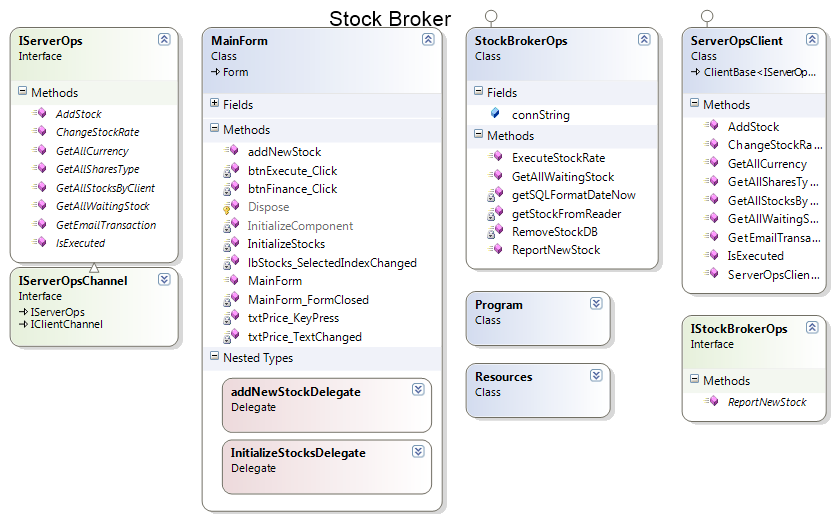 Stock Broker
IServerOps
Interface
Methods
AddStock
ChangeStockRate
GetAllCurrency
GetAllSharesType
GetAllStocksByClient
GetAllWaitingStock
GetEmailTransaction
IsExecuted
IServerOpsChannel
Interface
IServerOps
IClientChannel
MainForm
Class
Form
Fields
Methods
addNewStock
btnExecute_Click
btnFinance_Click
Dispose
InitializeComponent
InitializeStocks
lbStocks_SelectedIndexChanged
MainForm
MainForm_FormClosed
txtPrice_KeyPress
txtPrice_TextChanged
Nested Types
addNewStockDelegate
Delegate
InitializeStocksDelegate
Delegate
StockBrokerOps
Class
Fields
connString
Methods
ExecuteStockRate
GetAllWaitingStock
getSQLFormatDateNow
getStockFromReader
RemoveStockDB
ReportNewStock
Program
Class
Resources
Class
ServerOpsClient
Class
ClientBase<IServerOp...
Methods
AddStock
ChangeStockRa...
GetAllCurrency
GetAllSharesTy...
GetAllStocksBy...
GetAllWaitingS...
GetEmailTransa...
IsExecuted
ServerOpsClien...
IStockBrokerOps
Interface
Methods
ReportNewStock